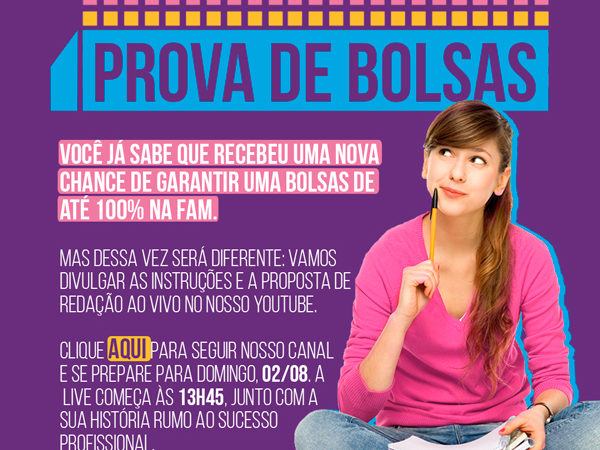 PROVA DE BOLSAS
VOCÊ JÁ SABE QUE RECEBEU UMA NOVA
CHANCE DE GARANTIR UMA BOLSAS DE
ATÉ 100% NA FAM.
MAS DESSA VEZ SERÁ DIFERENTE: VAMOS
DIVULGAR AS INSTRUÇÕES E A PROPOSTA DE
REDAÇÃO AO VIVO NO NOSSO YOUTUBE.
CLIQUE AQUI PARA SEGUIR NOSSO CANAL
E SE PREPARE PARA DOMINGO, 02/08. A
LIVE COMEÇA ÀS 13H45, JUNTO COM A
SUA HISTÓRIA RUMO AO SUCESSO
PROFISSIONAL.